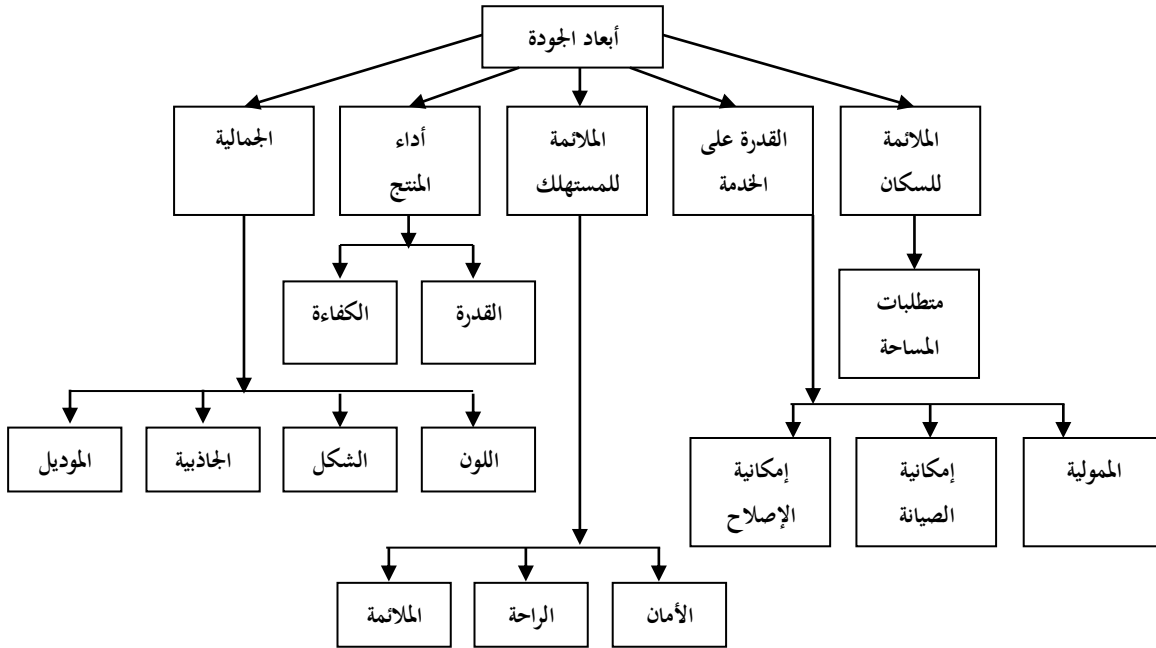 أبعاد الجودة
الملائمة
للسكان
القدرة على
الخدمة
الملائمة
للمستهلك
أداء
المنتج
الجمالية
متطلبات
المساحة
القدرة
الكفاءة
الممولية
إمكانية
الصيانة
إمكانية
الإصلاح
اللون
الشكل
الجاذبية
الموديل
الأمان
الراحة
الملائمة